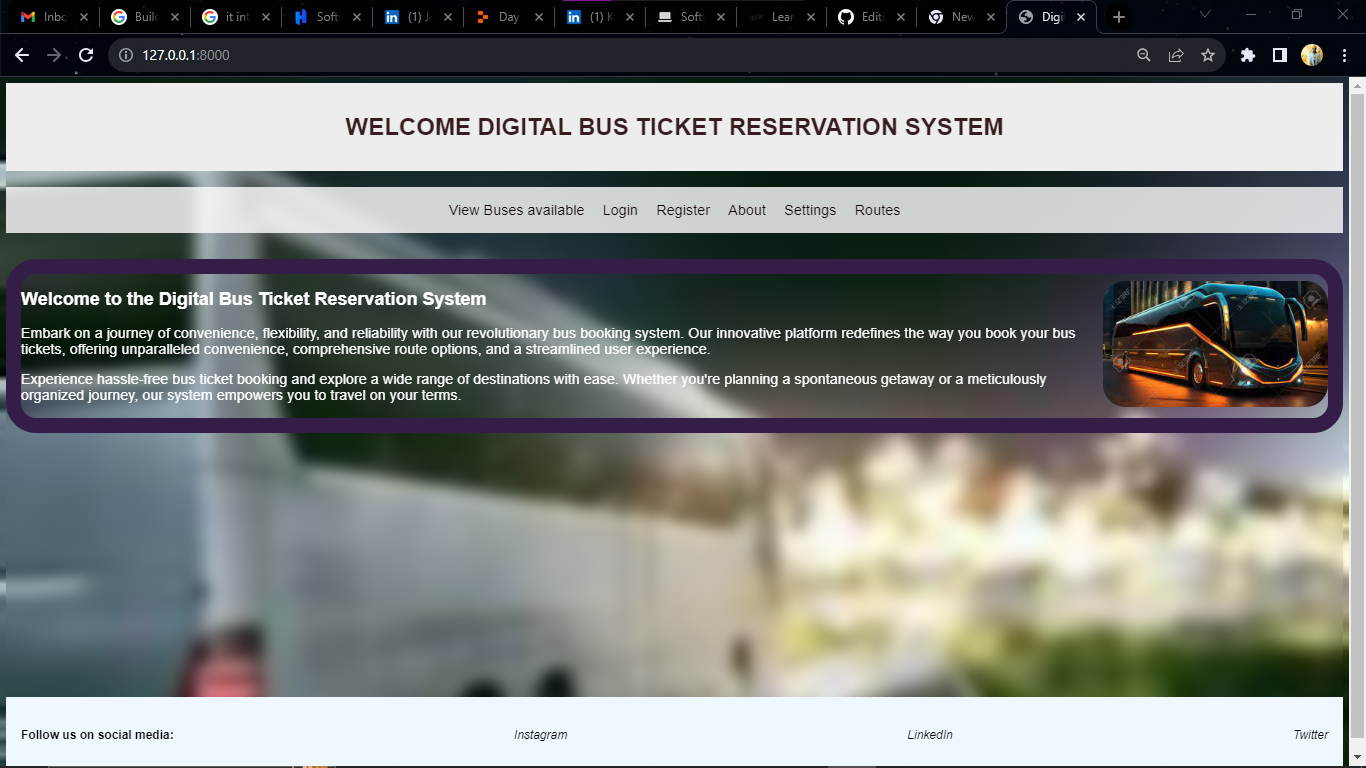 Inbo
Build
it int
Soft
(1) J
Day
(1) K
Soft
Lear
Edit
New
Digi
127.0.0.1:8000
WELCOME DIGITAL BUS TICKET RESERVATION SYSTEM
View Buses available Login Register About Settings Routes
Welcome to the Digital Bus Ticket Reservation System
Embark on a journey of convenience, flexibility, and reliability with our revolutionary bus booking system. Our innovative platform redefines the way you book your bus
tickets, offering unparalleled convenience, comprehensive route options, and a streamlined user experience.
Experience hassle-free bus ticket booking and explore a wide range of destinations with ease. Whether you're planning a spontaneous getaway or a meticulously
organized journey, our system empowers you to travel on your terms.
Follow us on social media: Instagram LinkedIn Twitter